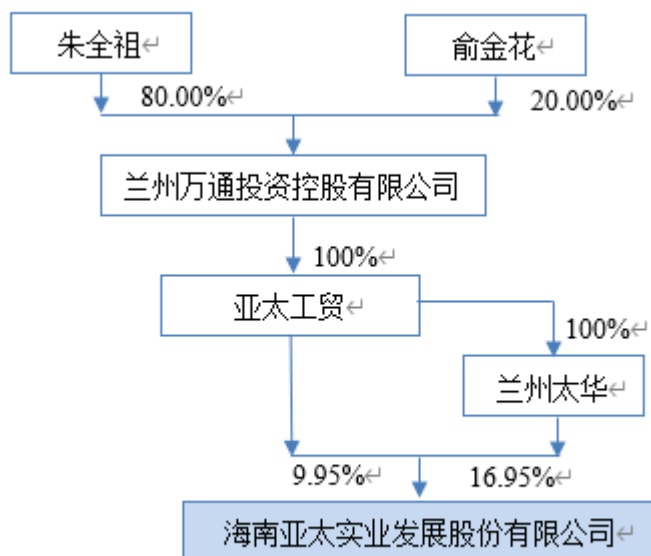 朱全祖↵
俞金花↵
80.00%↵
20.00%↵
兰州万通投资控股有限公司↵
100%↵
亚太工贸↵
100%↵
兰州太华↵
9.95%↵
16.95%↵
海南亚太实业发展股份有限公司↵